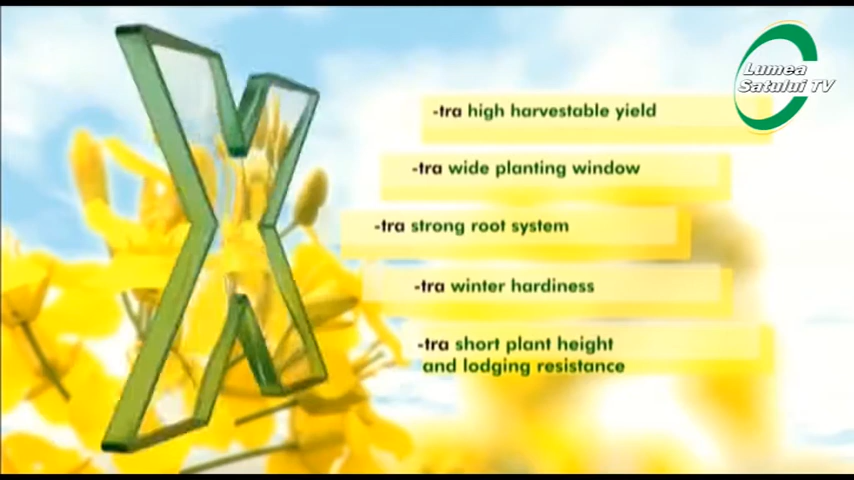 Lumea
Satului TV
X
-tra high harvestable yield
-tra wide planting window
-tra strong root system
-tra winter hardiness
-tra short plant height
and lodging resistance